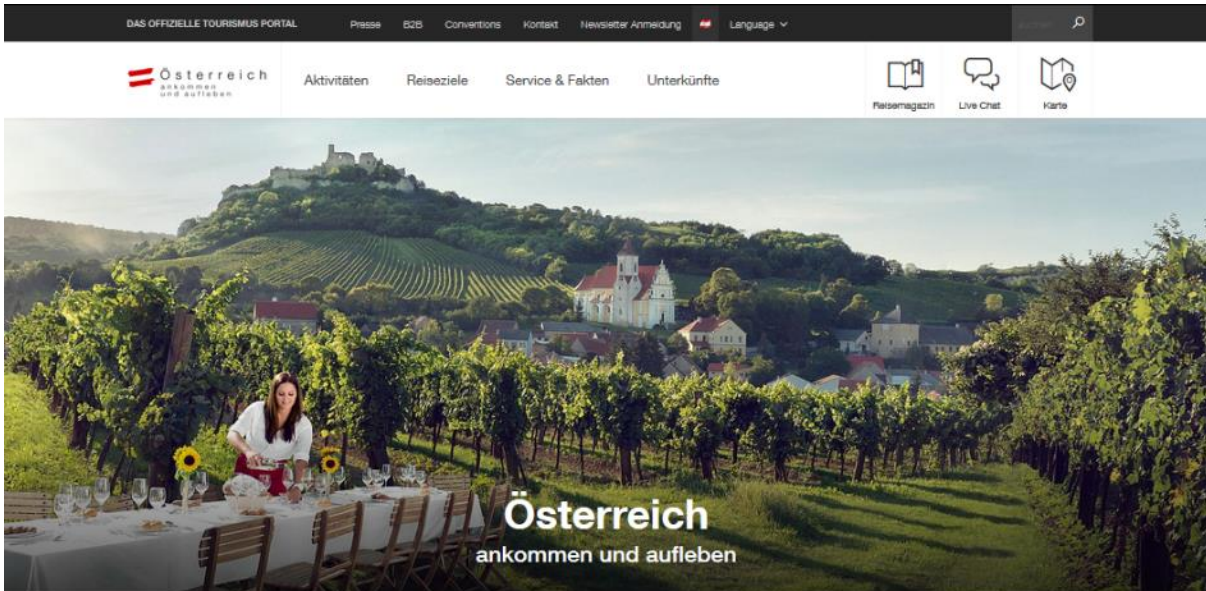 DAS OFFIZIELLE TOURISMUS PORTAL
Presse
B2B
Conventions
Kontakt
Newsletter Anmeldung
Language
suchen
Österreich
ankommen
und aufleben
Aktivitäten
Reiseziele
Service & Fakten
Unterkünfte
Reisemagazin
Live Chat
Karte
Österreich
ankommen und aufleben